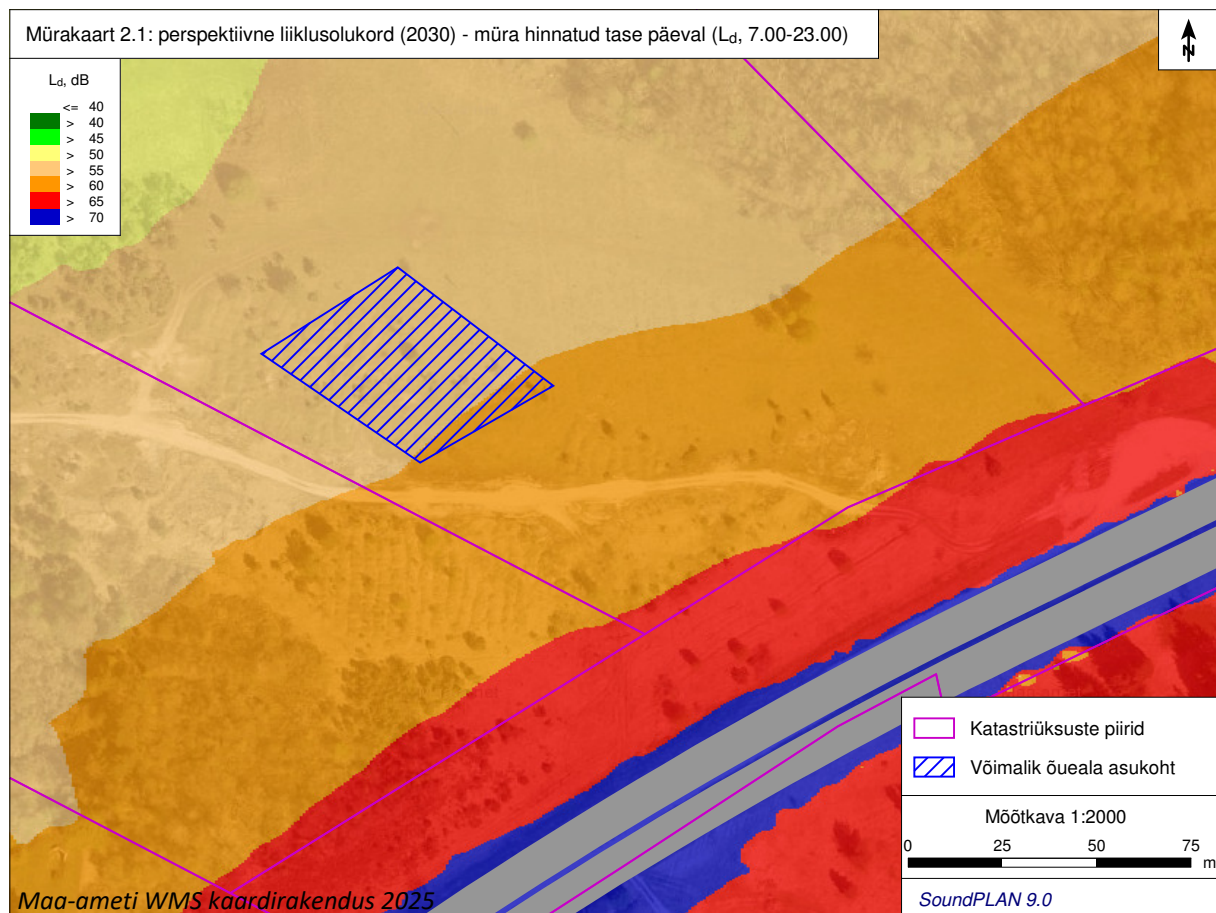 Mürakaart 2.1: perspektiivne liiklusolukord (2030) - müra hinnatud tase päeval (Ld, 7.00-23.00)
N
Ld, dB
<= 40
> 40
> 45
> 50
> 55
> 60
> 65
> 70
Katastriüksuste piirid
Võimalik õueala asukoht
Mõõtkava 1:2000
0 25 50 75
m
SoundPLAN 9.0
Maa-ameti WMS kaardirakendus 2025